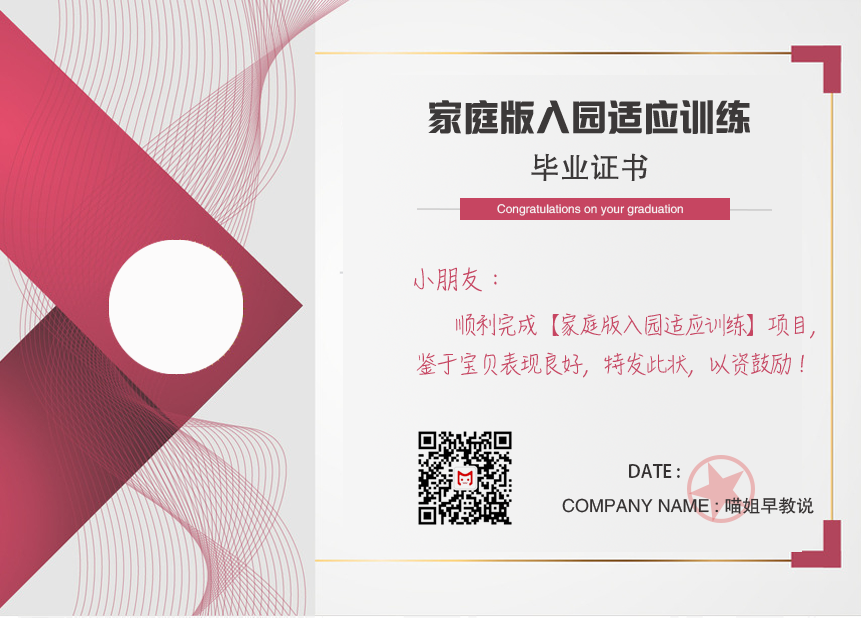 家庭版入园适应训练
毕业证书
Congratulations on your graduation
小朋友：
顺利完成【家庭版入园适应训练】项目，
鉴于宝贝表现良好，特发此状，以资鼓励！
DATE :
COMPANY NAME : 喵姐早教说